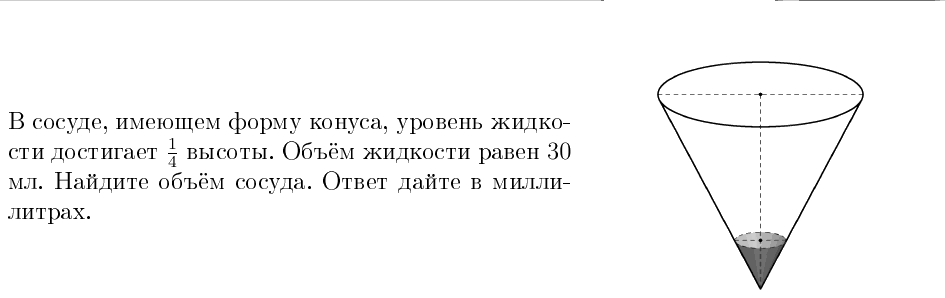 В сосуде, имеющем форму конуса, уровень жидко-
сти достигает 1/4 высоты. Объём жидкости равен 30
мл. Найдите объём сосуда. Ответ дайте в милли-
литрах.